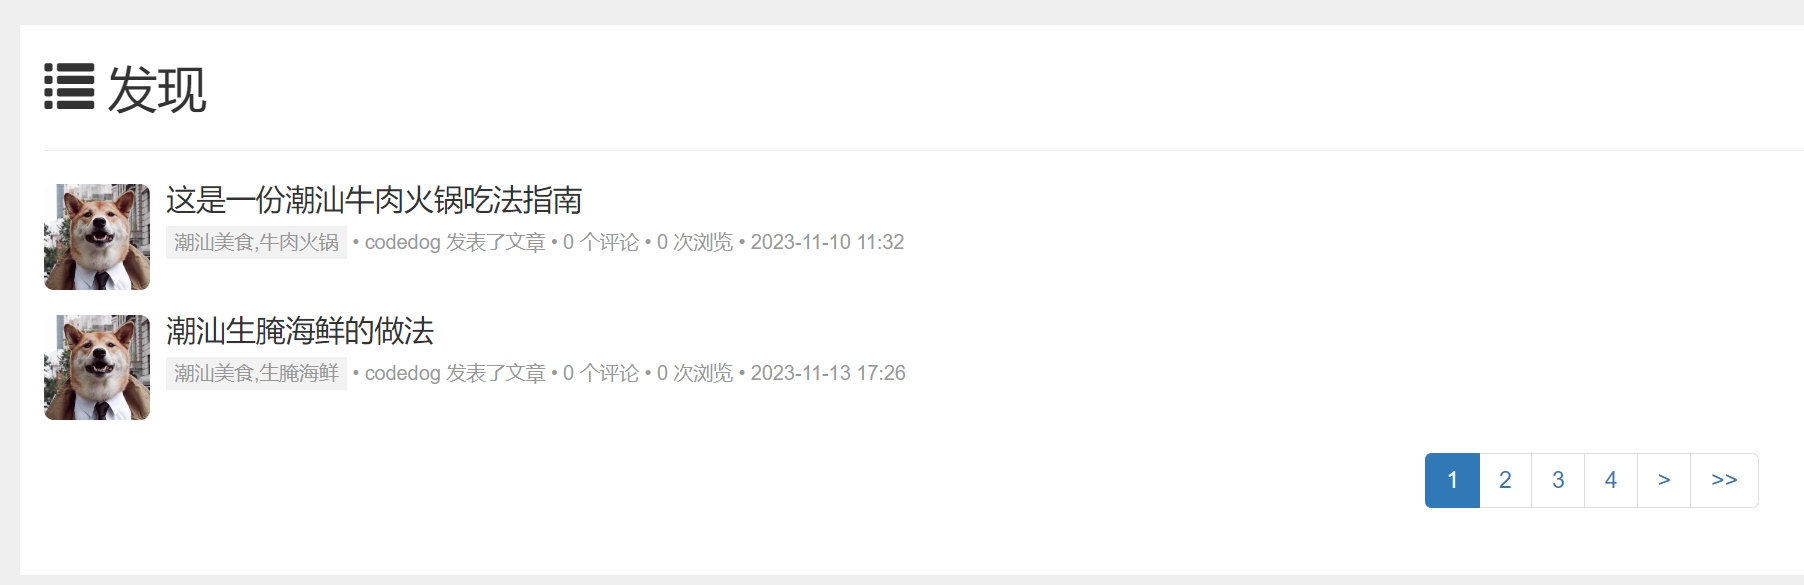 发现
这是一份潮汕牛肉火锅吃法指南
潮汕美食,牛肉火锅 • codedog 发表了文章 • 0 个评论 • 0 次浏览 • 2023-11-10 11:32
潮汕生腌海鲜的做法
潮汕美食,生腌海鲜 • codedog 发表了文章 • 0 个评论 • 0 次浏览 • 2023-11-13 17:26
1 2 3 4 > >>